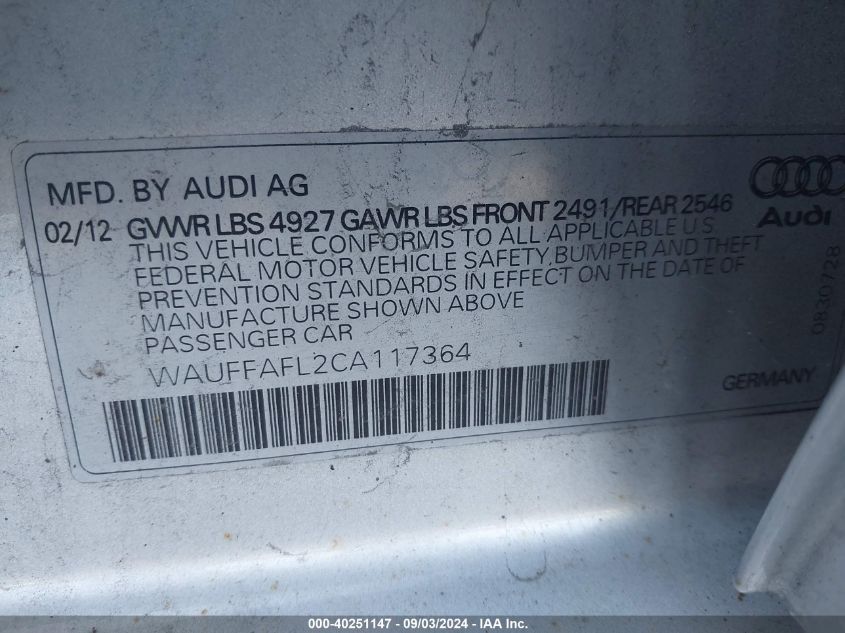 MFD. BY AUDI AG
Audi
02/12 GVWR LBS 4927 GAWR LBS FRONT 2491/REAR 2546
THIS VEHICLE CONFORMS TO ALL APPLICABLE U.S.
FEDERAL MOTOR VEHICLE SAFETY,BUMPER AND THEFT
PREVENTION STANDARDS IN EFFECT ON THE DATE OF
MANUFACTURE SHOWN ABOVE
PASSENGER CAR
WAUFFAFL2CA117364
0830728
GERMANY
000-40251147 - 09/03/2024 - IAA, Inc.